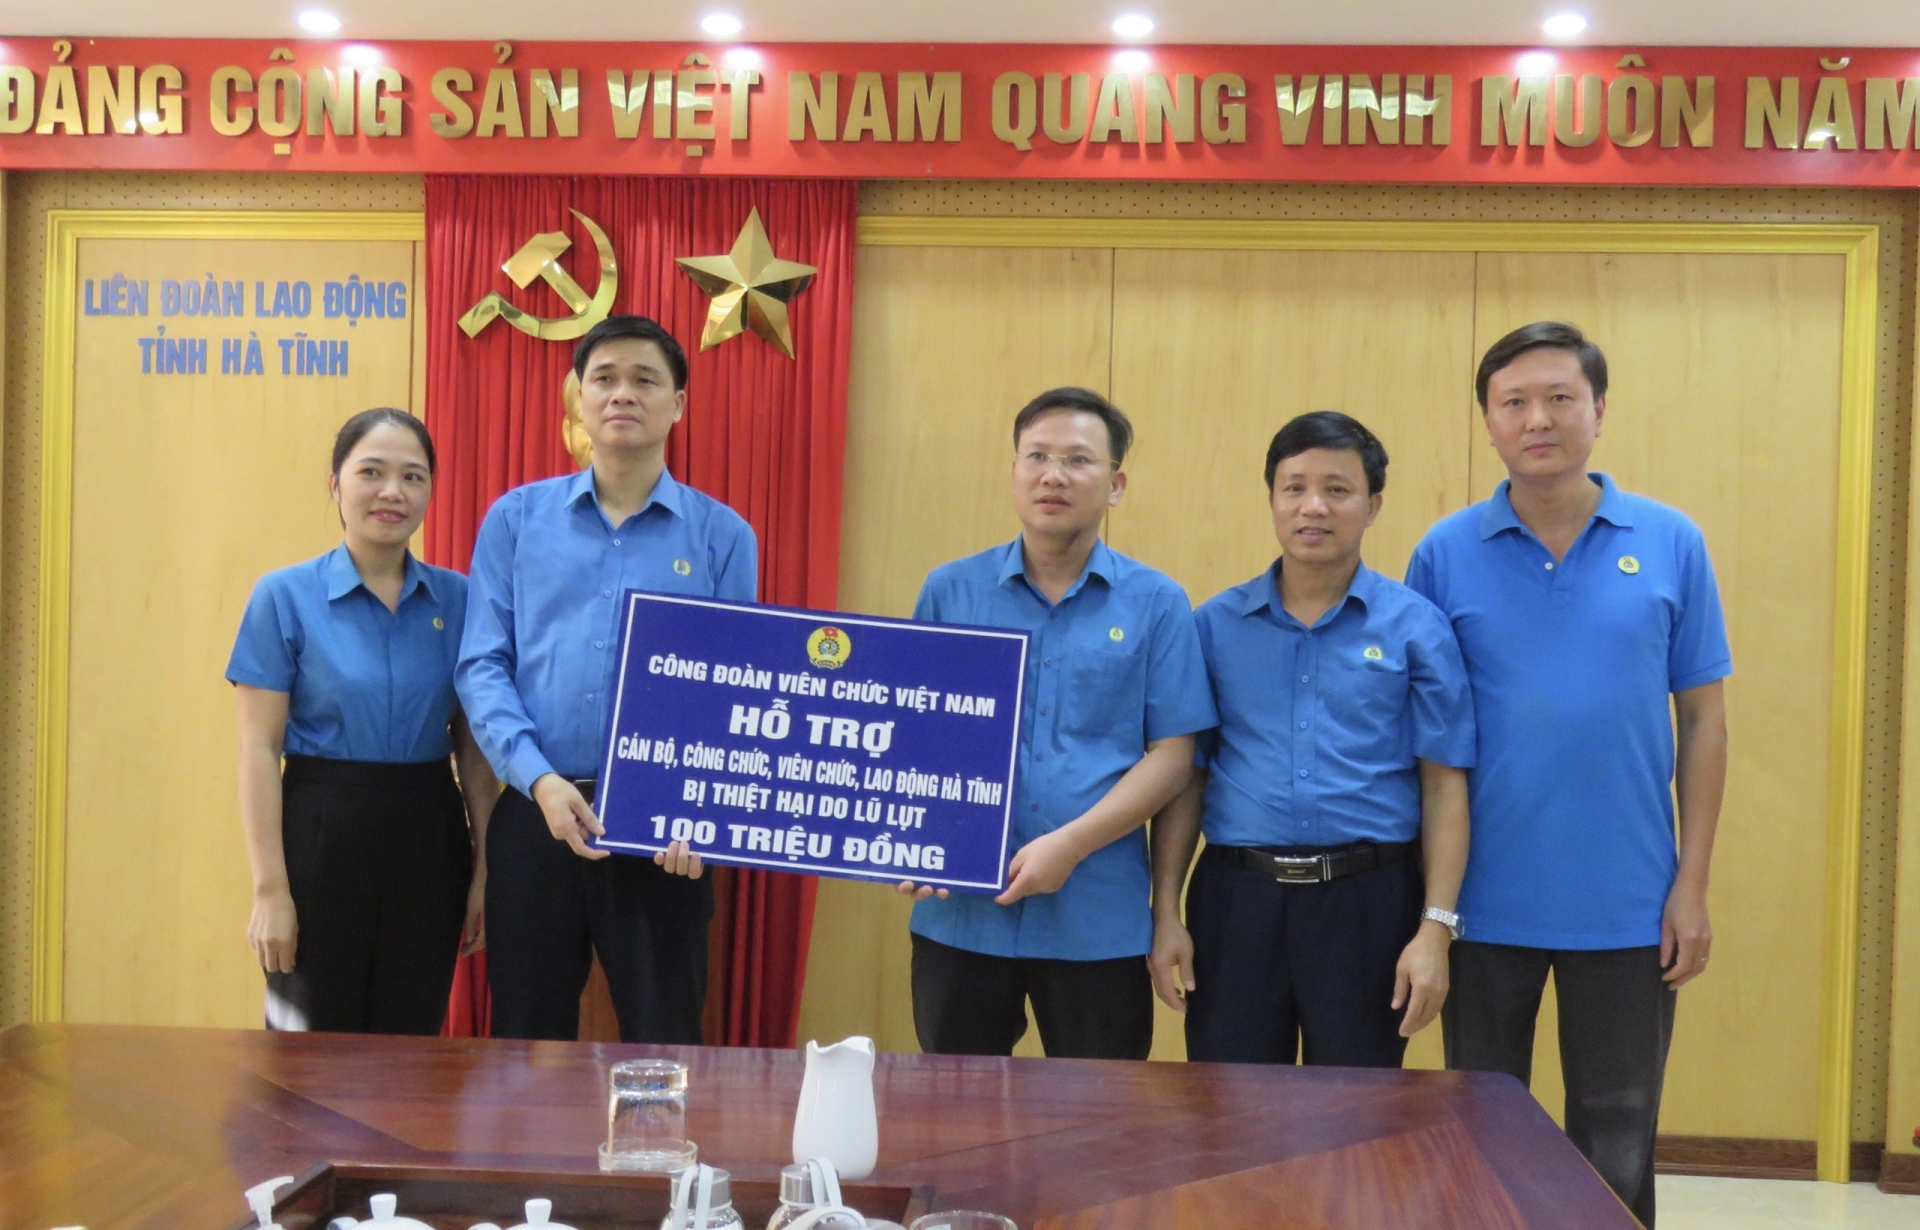 ĐẢNG CỘNG SẢN VIỆT NAM QUANG VINH MUÔN NĂM
LIÊN ĐOÀN LAO ĐỘNG
TỈNH HÀ TĨNH
CÔNG ĐOÀN VIÊN CHỨC VIỆT NAM
HỖ TRỢ
CÁN BỘ, CÔNG CHỨC, VIÊN CHỨC, LAO ĐỘNG HÀ TĨNH
BỊ THIỆT HẠI DO LŨ LỤT
100 TRIỆU ĐỒNG